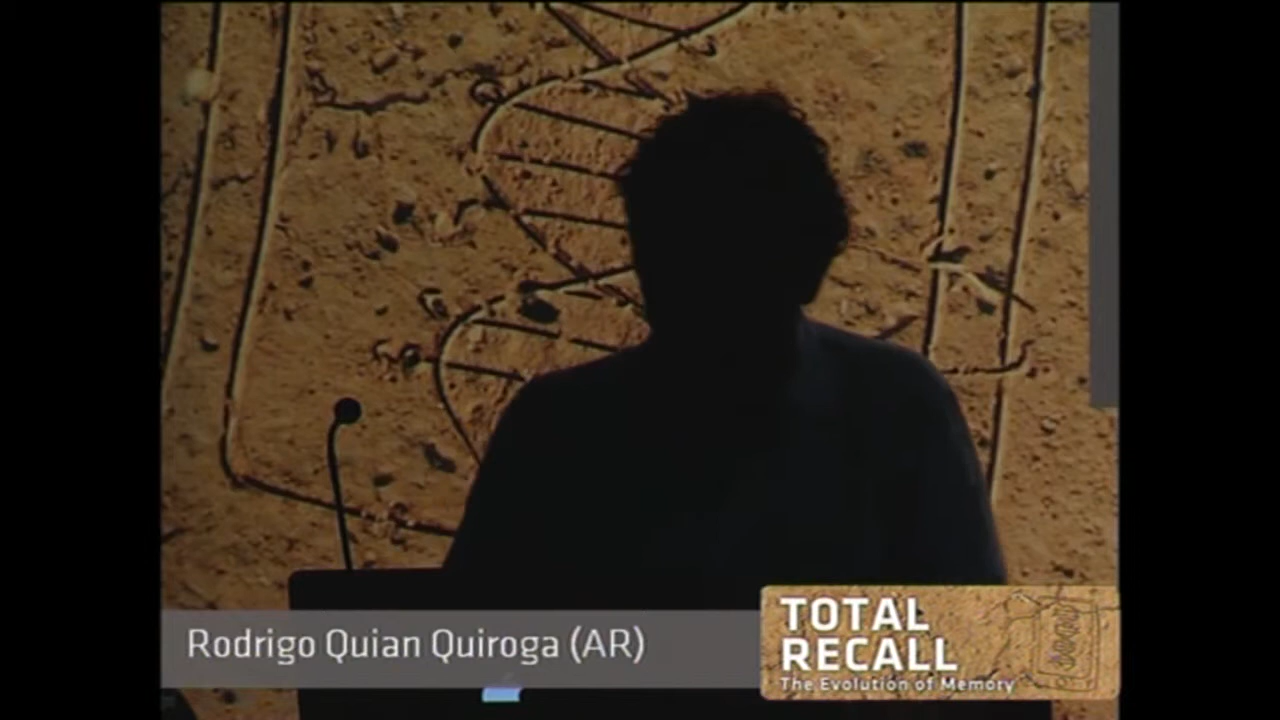 Rodrigo Quian Quiroga (AR)
TOTAL
RECALL
The Evolution of Memory